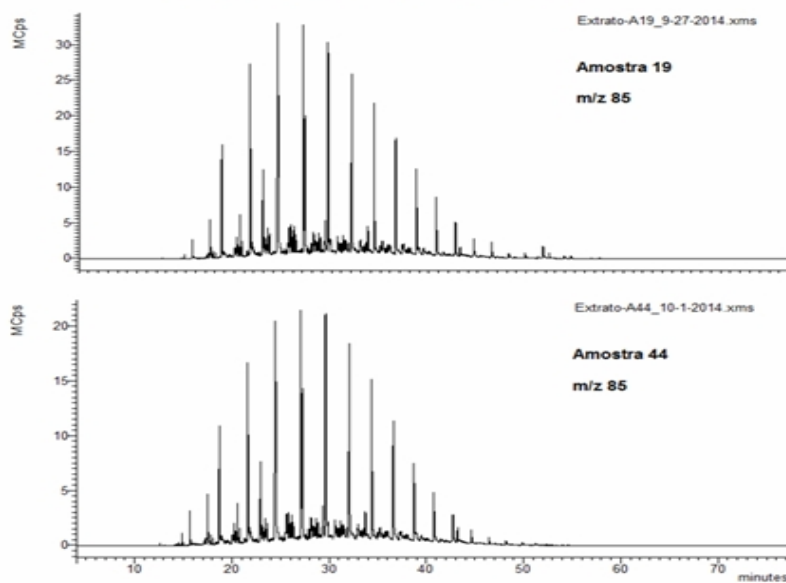 MCps
Extrato-A19_9-27-2014.xms
Amostra 19
m/z 85
30
25
20
15
10
5
0
MCps
Extrato-A44_10-1-2014.xms
Amostra 44
m/z 85
20
15
10
5
0
10
20
30
40
50
60
70
minutes